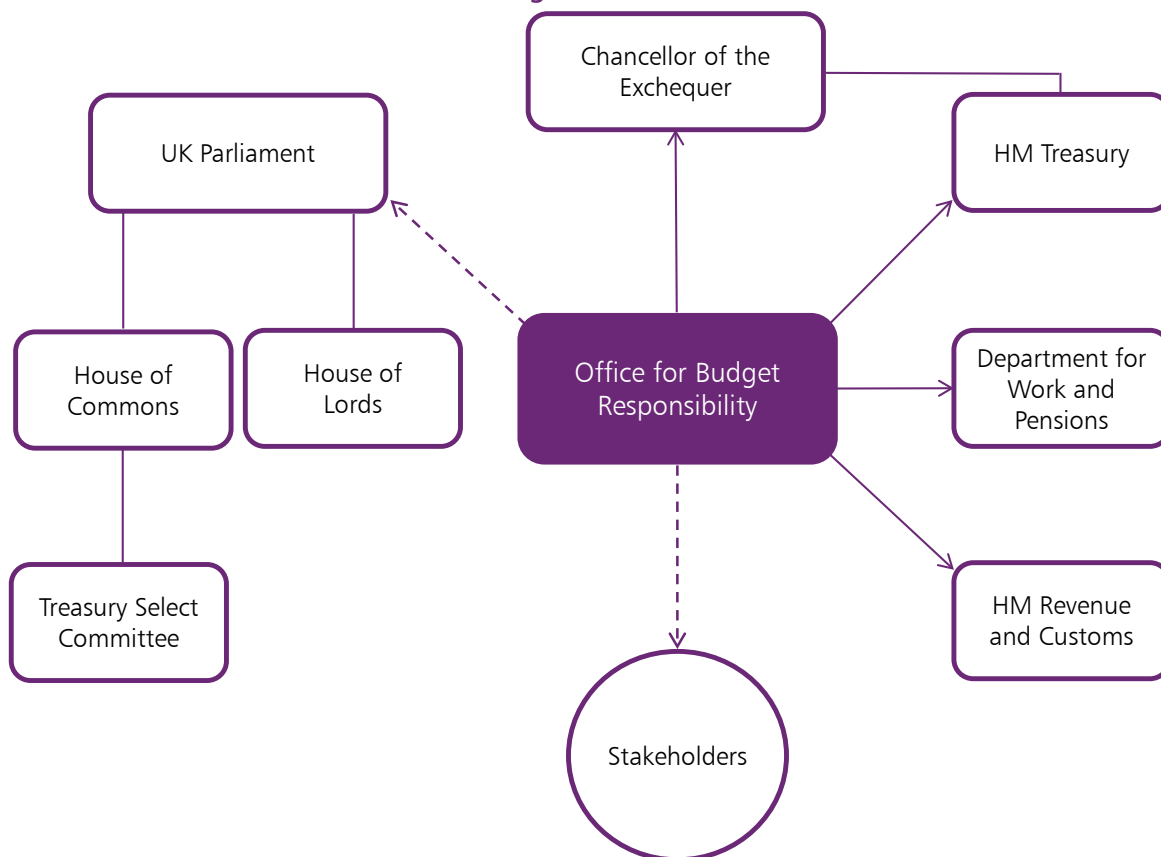 Chancellor of the
Exchequer
UK Parliament
HM Treasury
House of
Commons
House of
Lords
Office for Budget
Responsibility
Department for
Work and
Pensions
Treasury Select
Committee
HM Revenue
and Customs
Stakeholders